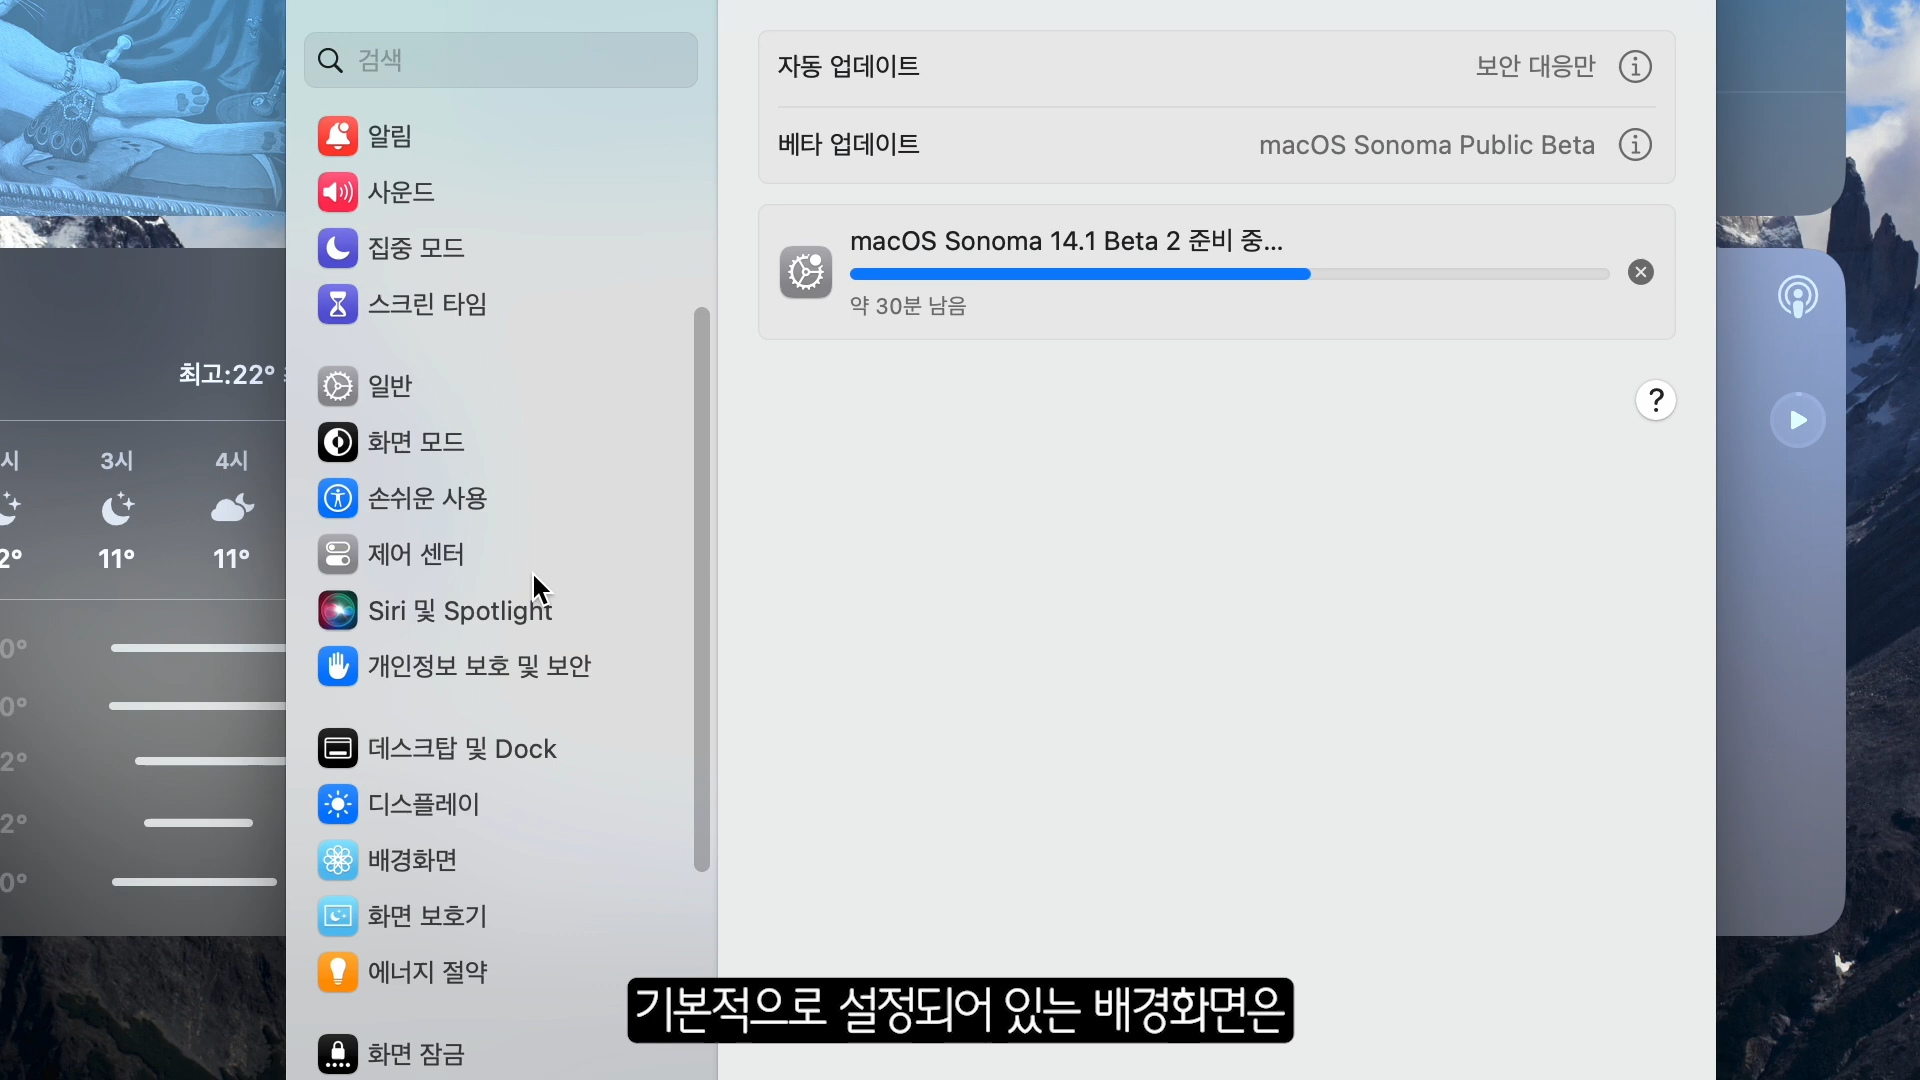 검색
알림
사운드
집중 모드
스크린 타임
일반
화면 모드
손쉬운 사용
제어 센터
Siri 및 Spotlight
개인정보 보호 및 보안
데스크탑 및 Dock
디스플레이
배경화면
화면 보호기
에너지 절약
화면 잠금
자동 업데이트 보안 대응만
베타 업데이트 macOS Sonoma Public Beta
macOS Sonoma 14.1 Beta 2 준비 중...
약 30분 남음
?
최고:22°
시 3시 4시
2° 11° 11°
0°
0°
2°
2°
0°
기본적으로 설정되어 있는 배경화면은